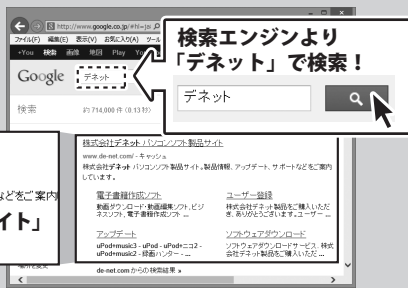 http://www.google.co.jp/#hl=ja
ファイル(F) 編集(E) 表示(V) お気に入り(A) ツール
+You 検索 画像 地図 Play
検索エンジンより
「デネット」で検索！
Google デネット
デネット
検索 約 714,000 件 (0.13 秒)
株式会社デネット パソコンソフト製品サイト
www.de-net.com/ - キャッシュ
株式会社デネット パソコンソフト製品サイト。製品情報、アップデート、サポートなどをご案内
しています。
などをご案内
イト」
電子書籍作成ソフト
動画ダウンロード・動画編集ソフト、ビジ
ネスソフト、電子書籍作成ソフト ...
ユーザー登録
株式会社デネット製品をご購入いただ
き、ありがとうございます。ユーザー ...
アップデート
uPod+music3 - uPod - uPod+ニコ2 -
uPod+music2 - 録画ハンター - ...
ソフトウェアダウンロード
ソフトウェアダウンロードサービス. 株式
会社デネット製品をご購入いただ ...
de-net.com からの検索結果 »